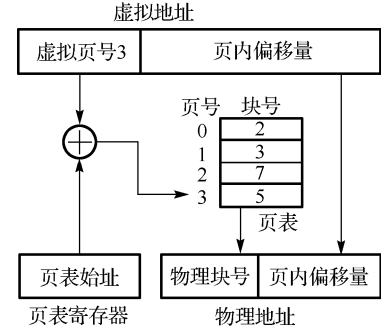 虚拟地址
虚拟页号3 页内偏移量
页号 块号
0 2
1 3
2 7
3 5
页表
页表始址 物理块号 页内偏移量
页表寄存器 物理地址